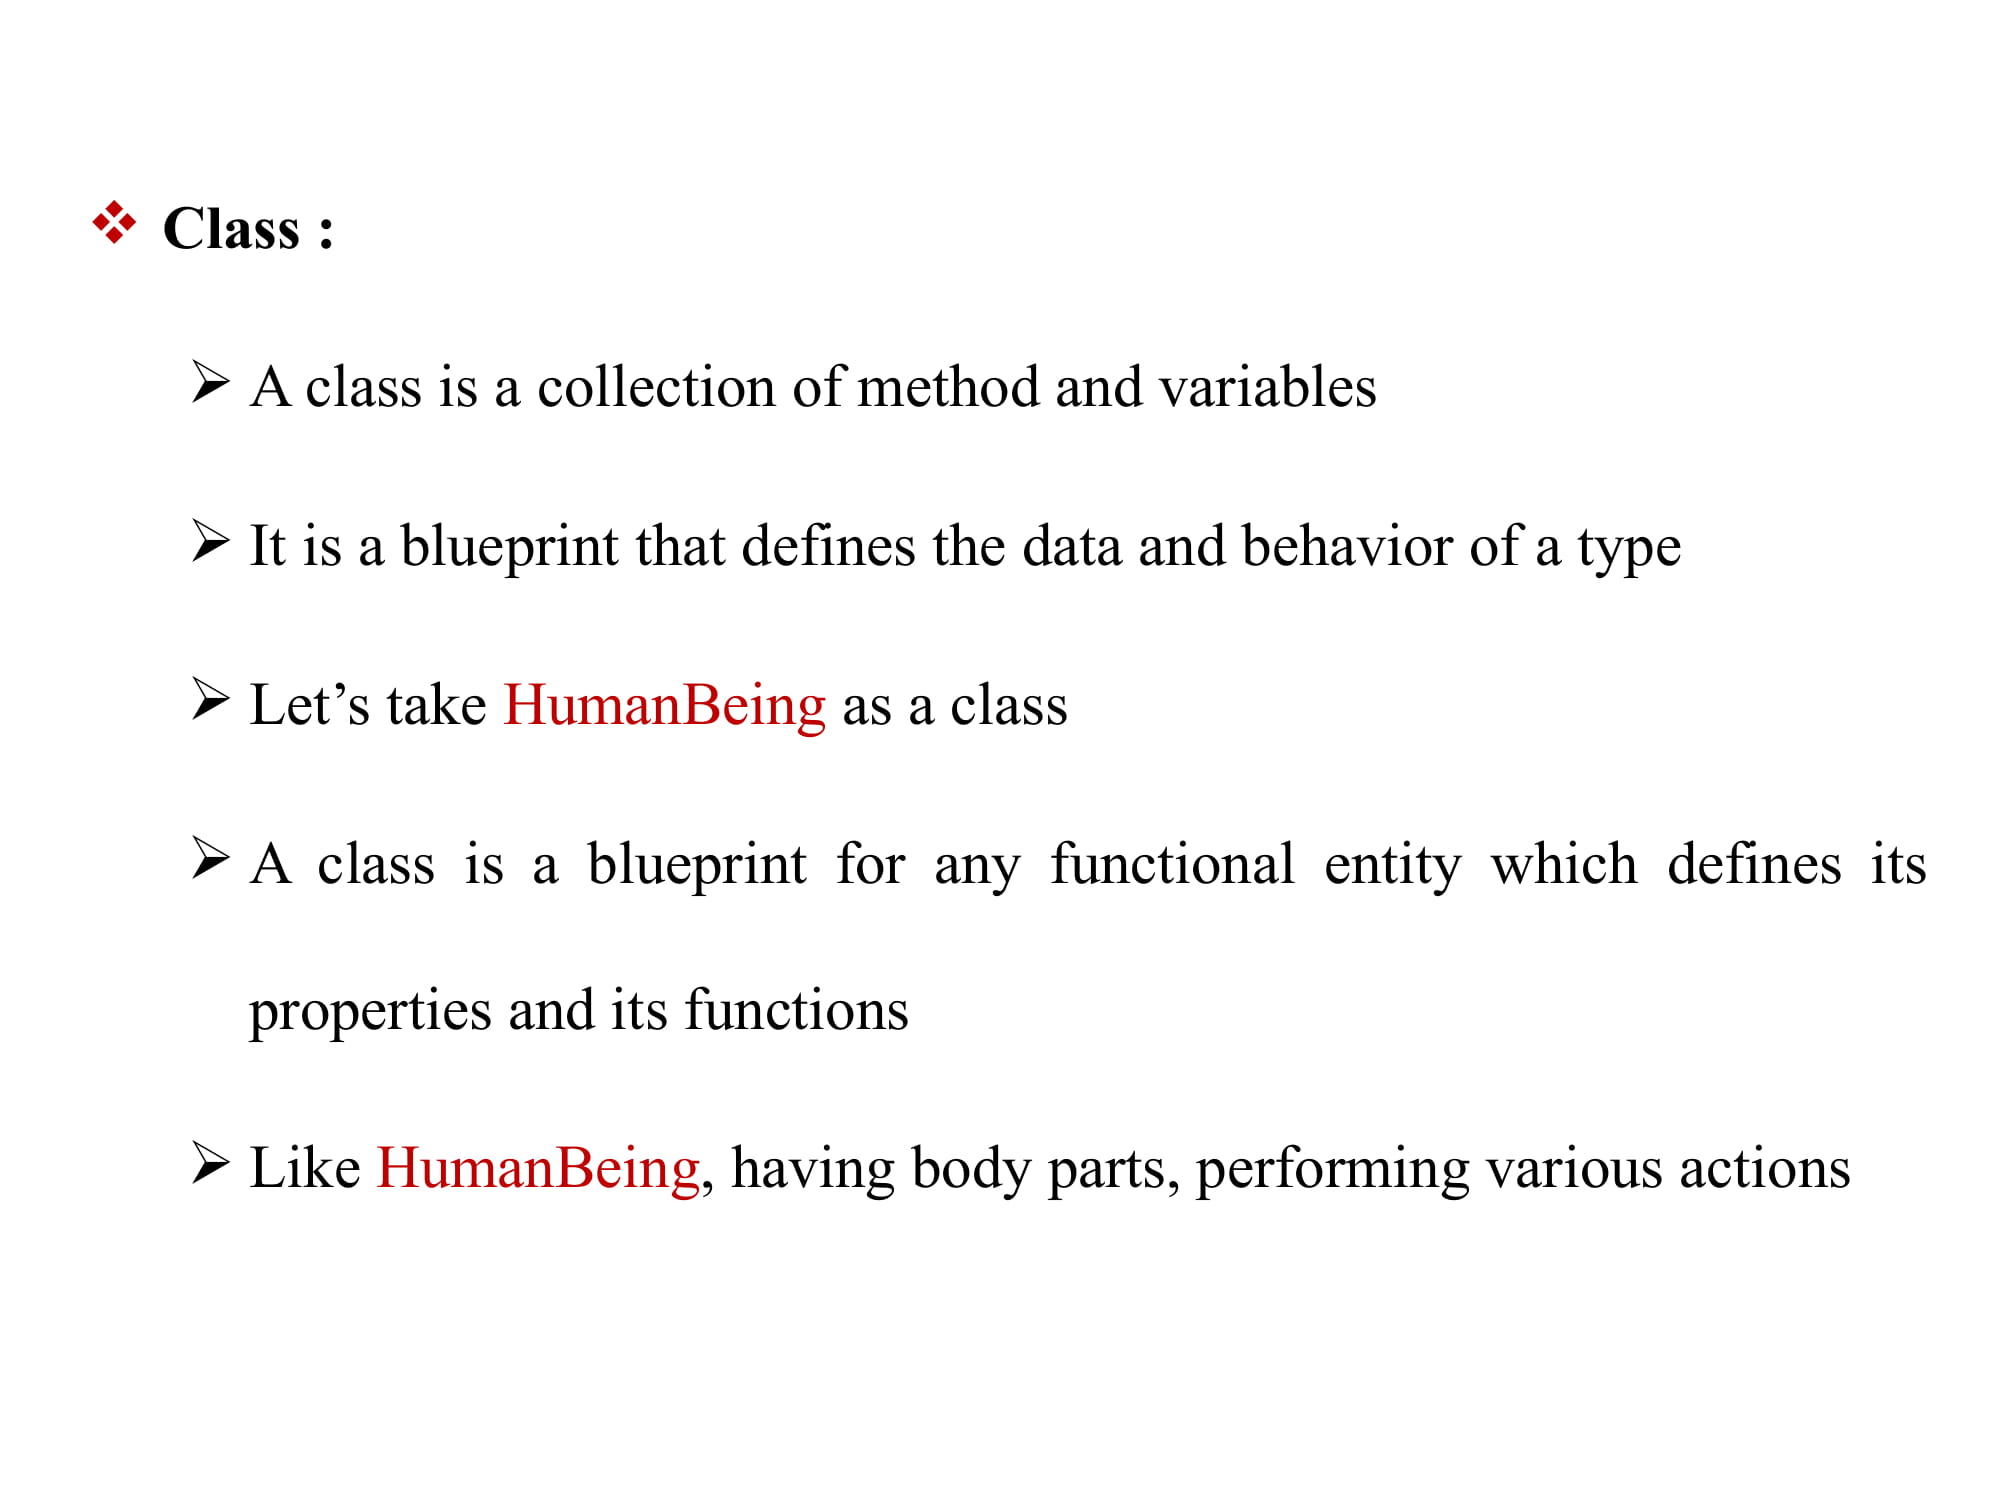 Class :
A class is a collection of method and variables
It is a blueprint that defines the data and behavior of a type
Let’s take HumanBeing as a class
A class is a blueprint for any functional entity which defines its
properties and its functions
Like HumanBeing, having body parts, performing various actions